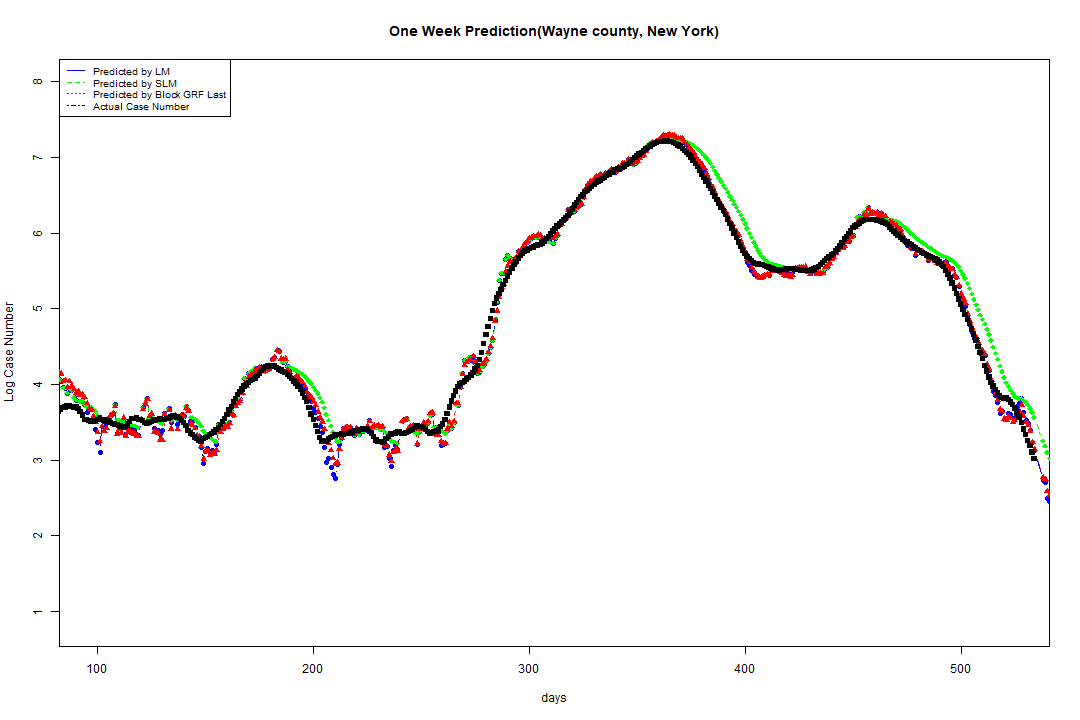 One Week Prediction(Wayne county, New York)
Predicted by LM
Predicted by SLM
Predicted by Block GRF Last
Actual Case Number
8
7
6
5
4
3
2
1
Log Case Number
100 200 300 400 500
days